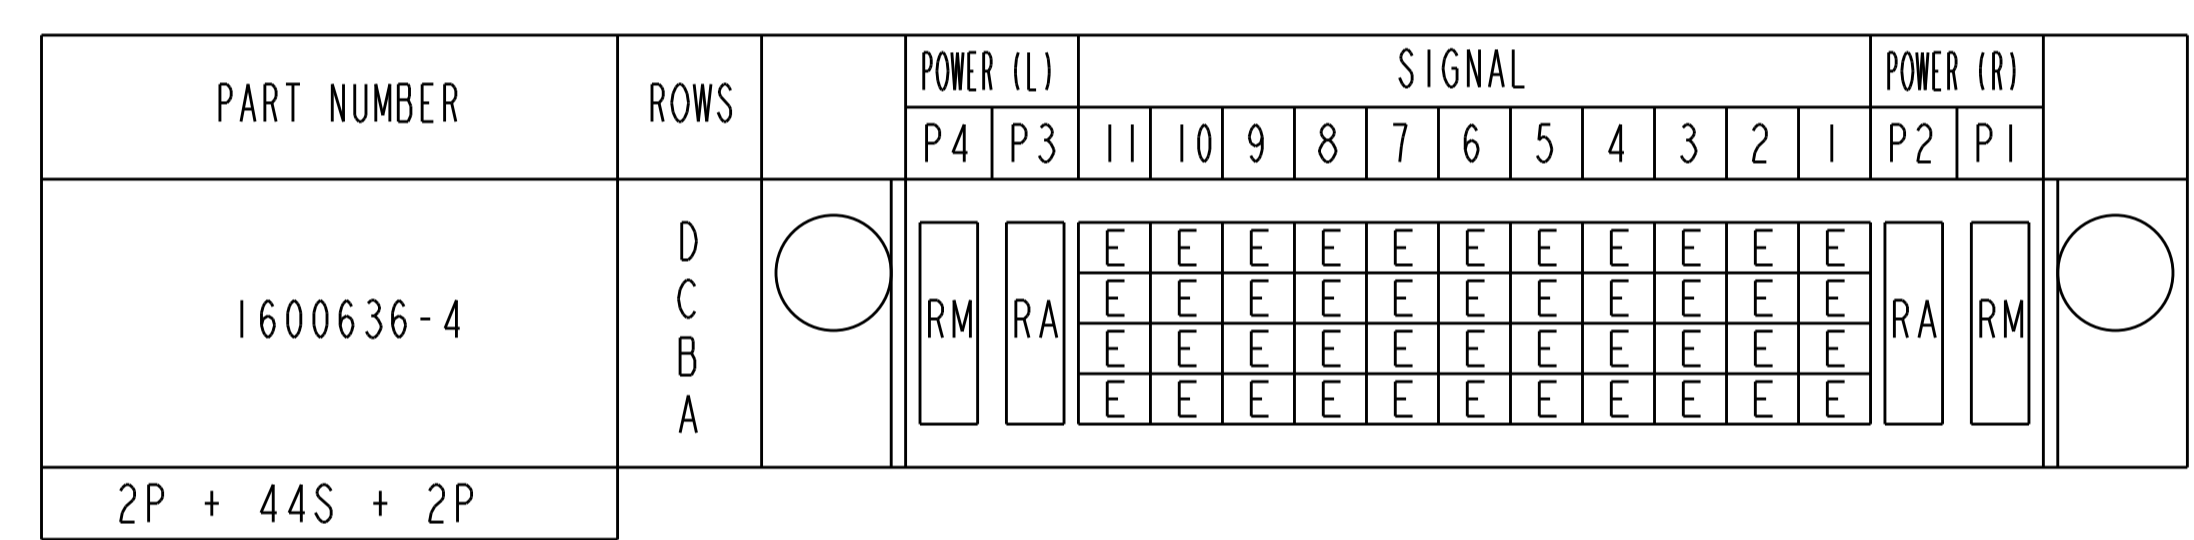 PART NUMBER ROWS POWER (L) SIGNAL POWER (R)
P4 P3 11 10 9 8 7 6 5 4 3 2 1 P2 P1
D E E E E E E E E E E E
C E E E E E E E E E E E
1600636-4 RM RA RA RM
B E E E E E E E E E E E
A E E E E E E E E E E E
2P + 44S + 2P